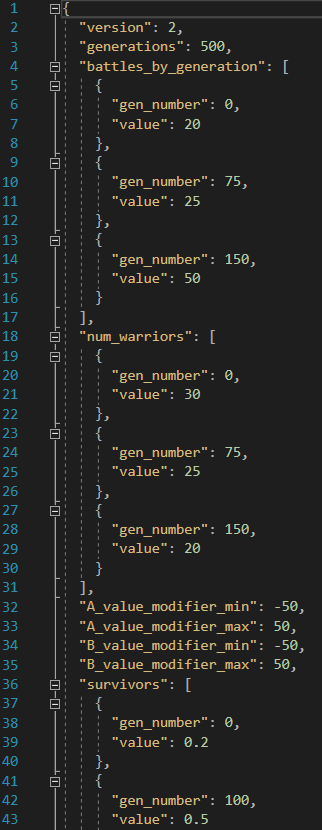 1 {
2 "version": 2,
3 "generations": 500,
4 "battles_by_generation": [
5 {
6 "gen_number": 0,
7 "value": 20
8 },
9 {
10 "gen_number": 75,
11 "value": 25
12 },
13 {
14 "gen_number": 150,
15 "value": 50
16 }
17 ],
18 "num_warriors": [
19 {
20 "gen_number": 0,
21 "value": 30
22 },
23 {
24 "gen_number": 75,
25 "value": 25
26 },
27 {
28 "gen_number": 150,
29 "value": 20
30 }
31 ],
32 "A_value_modifier_min": -50,
33 "A_value_modifier_max": 50,
34 "B_value_modifier_min": -50,
35 "B_value_modifier_max": 50,
36 "survivors": [
37 {
38 "gen_number": 0,
39 "value": 0.2
40 },
41 {
42 "gen_number": 100,
43 "value": 0.5